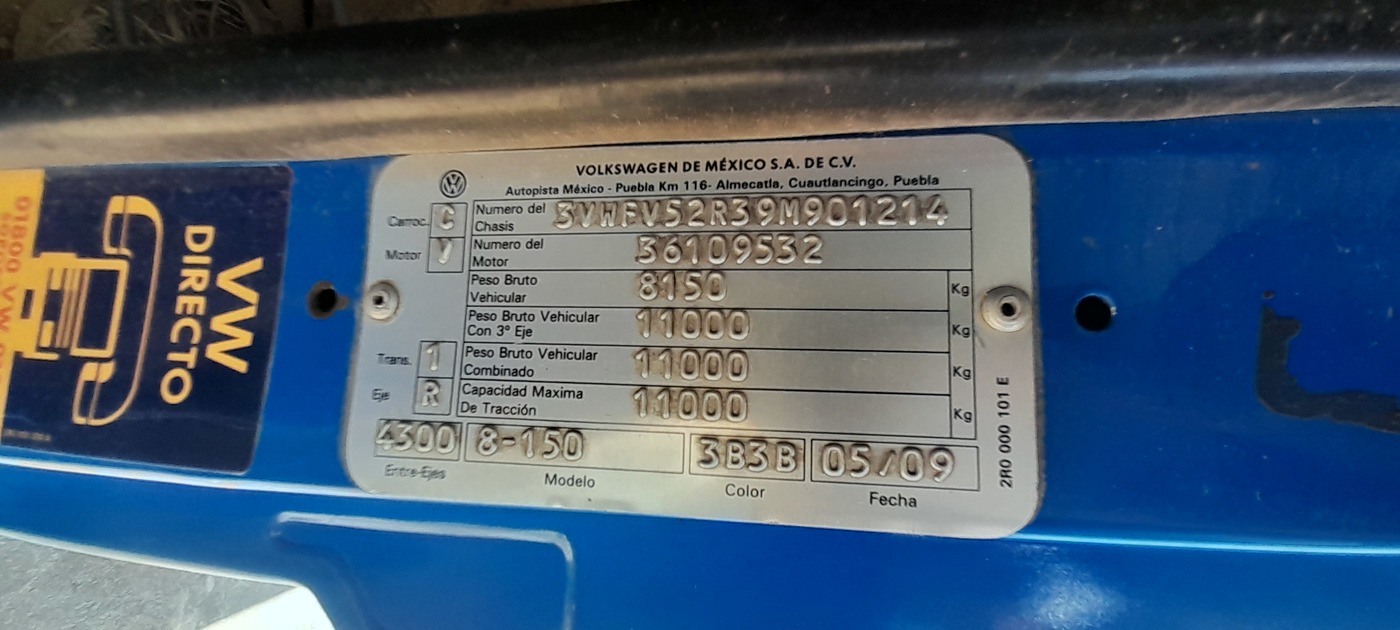 VOLKSWAGEN DE MÉXICO S.A. DE C.V.
Autopista México - Puebla Km 116- Almecatla, Cuautlancingo, Puebla
Carroc. C Numero del Chasis 3VWFV52R39M901214
Motor Y Numero del Motor 36109532
Peso Bruto Vehicular 8150 Kg
Peso Bruto Vehicular Con 3º Eje 11000 Kg
Trans. 1 Peso Bruto Vehicular Combinado 11000 Kg
Eje R Capacidad Maxima De Tracción 11000 Kg
4300 8-150 3B3B 05/09
Entre-Ejes Modelo Color Fecha
2R0 000 101 E
VW
DIRECTO
01800 VW